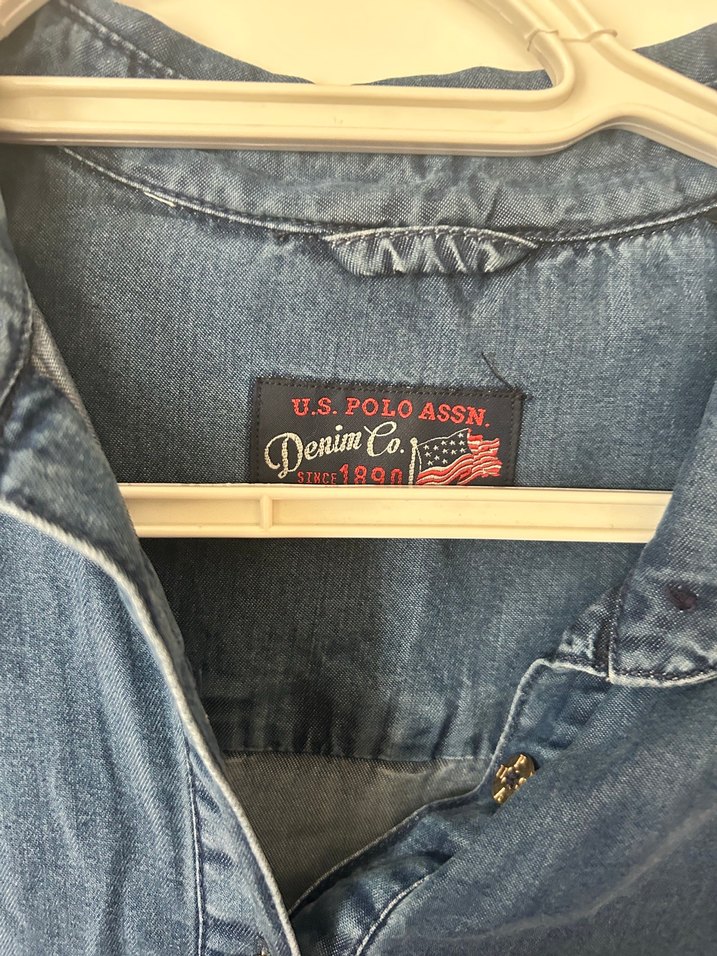 U.S. POLO ASSN.
Denim Co.
SINCE 1890